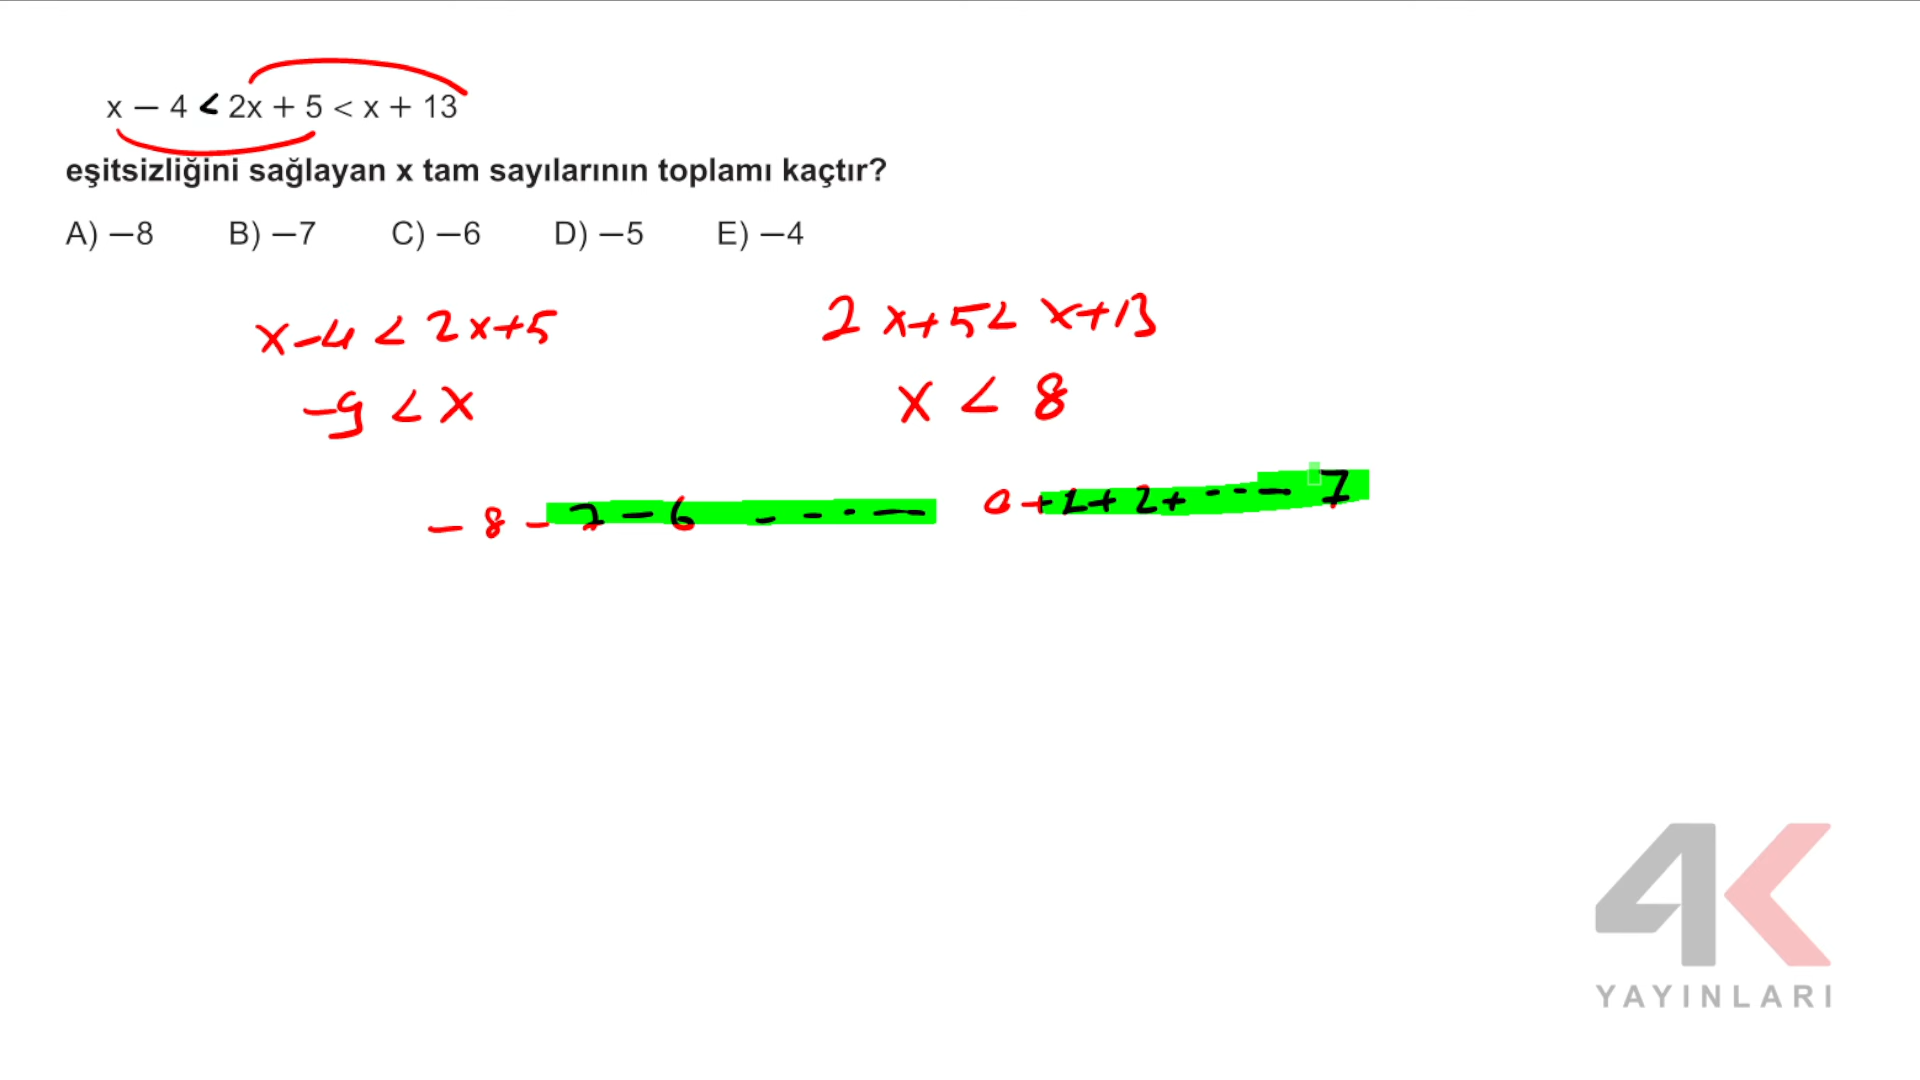 x – 4 < 2x + 5 < x + 13
eşitsizliğini sağlayan x tam sayılarının toplamı kaçtır?
A) –8 B) –7 C) –6 D) –5 E) –4
x-4 < 2x+5 2x+5< x+13
-9 < x x < 8
- 8 - 7 - 6 - - · - 0 +1+ 2+ ··- 7
4K
YAYINLARI